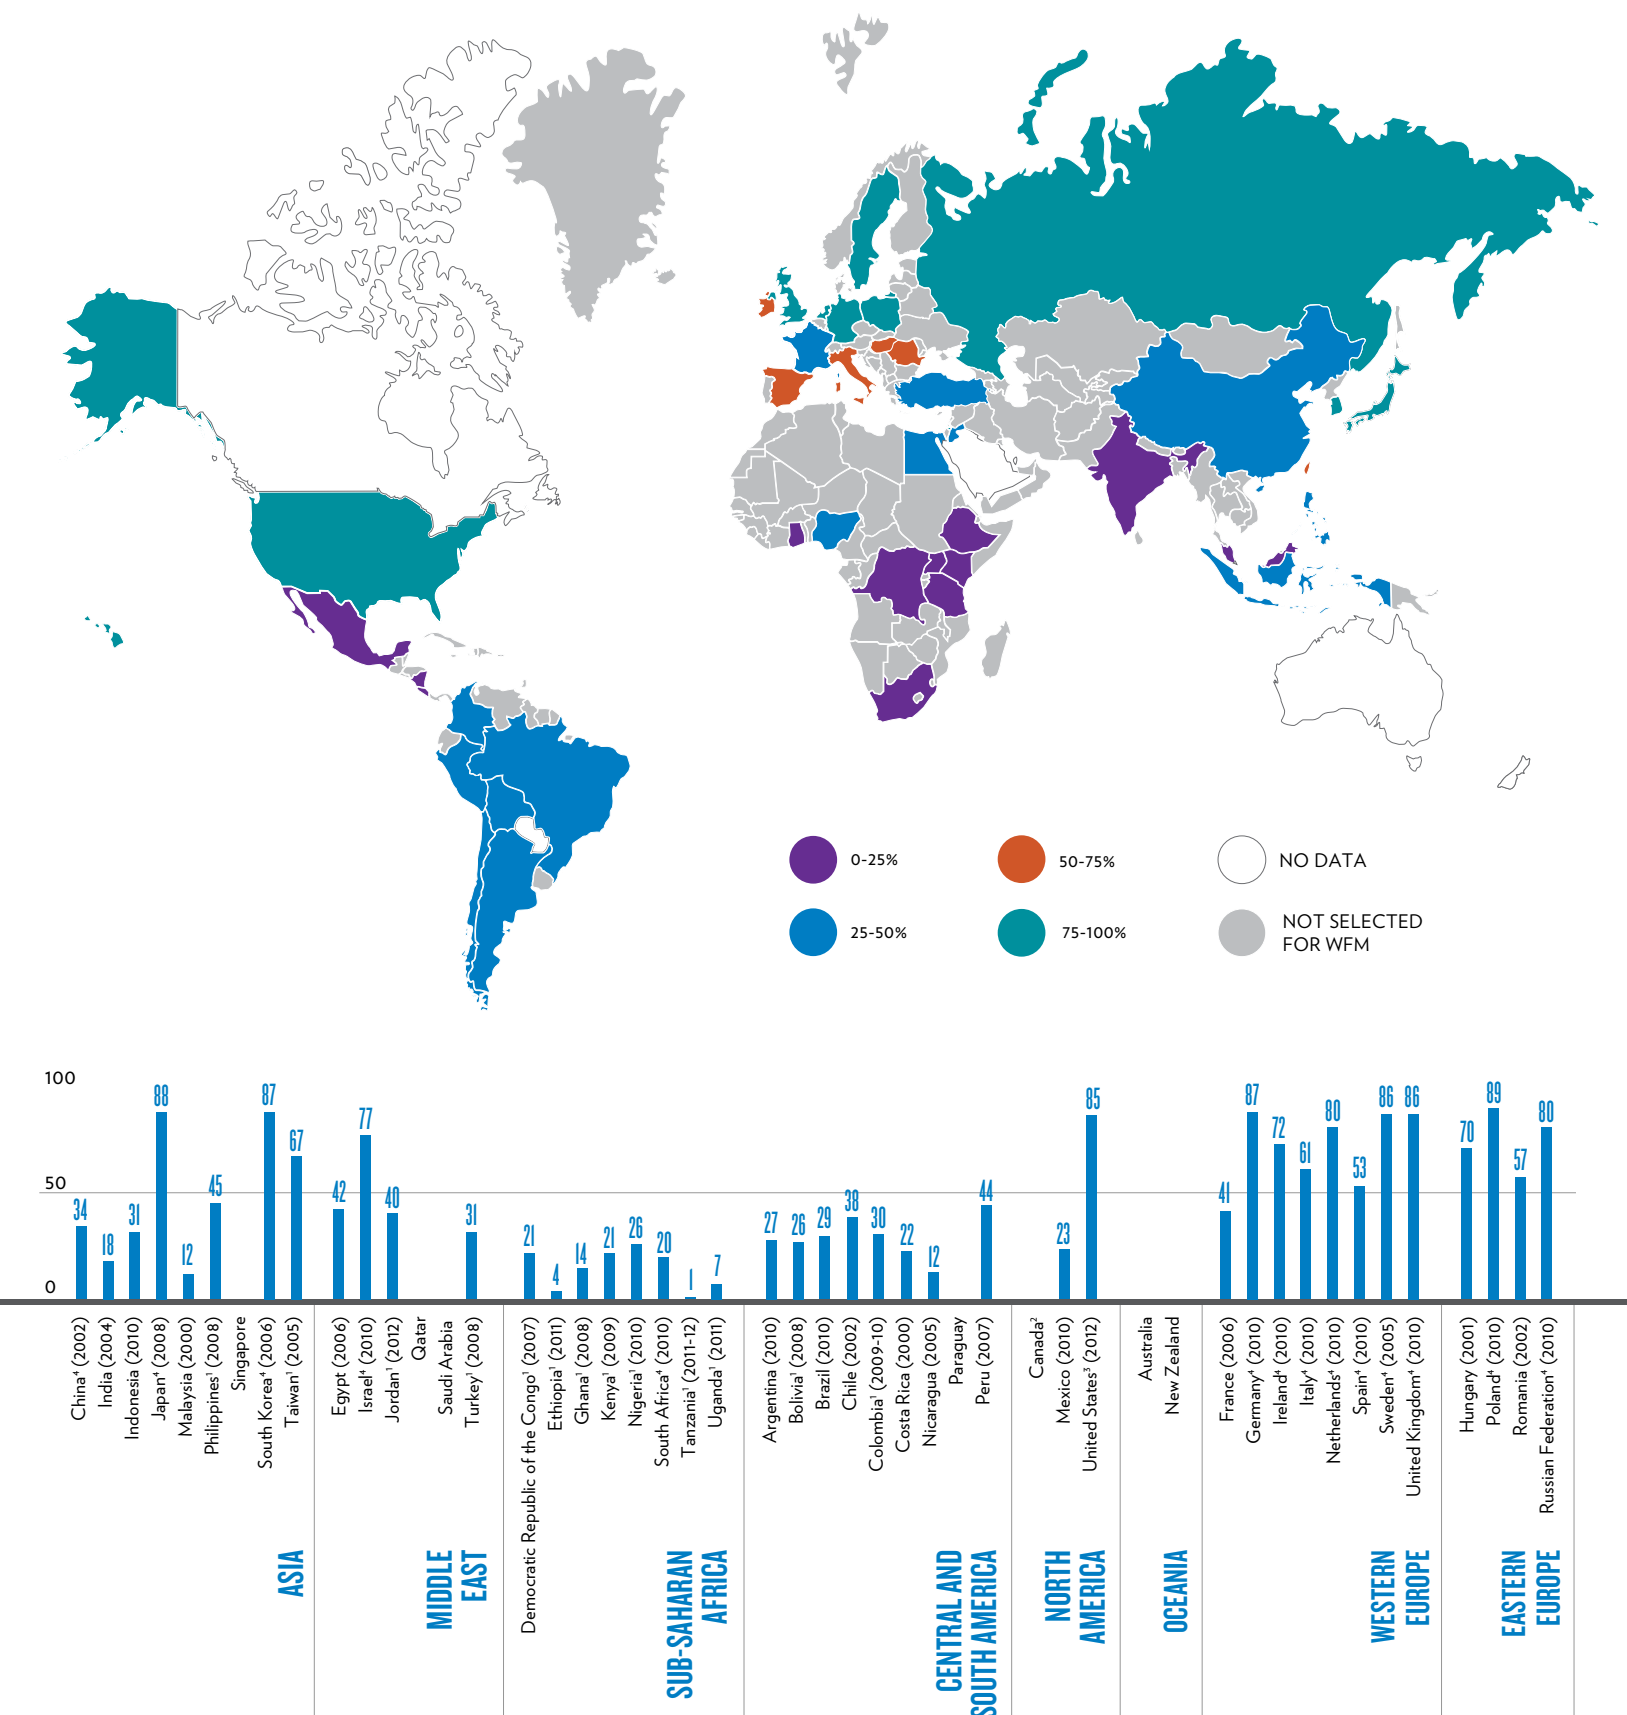 0-25%
50-75%
NO DATA
25-50%
75-100%
NOT SELECTED
FOR WFM
100
50
0
34
18
31
88
12
45
87
67
42
77
40
31
21
4
14
21
26
20
1
7
27
26
29
38
30
22
12
44
23
85
41
87
72
61
80
53
86
86
70
89
57
80
China⁴ (2002)
India (2004)
Indonesia (2010)
Japan⁴ (2008)
Malaysia (2000)
Philippines¹ (2008)
Singapore
South Korea⁴ (2006)
Taiwan¹ (2005)
Egypt (2006)
Israel⁴ (2010)
Jordan¹ (2012)
Qatar
Saudi Arabia
Turkey¹ (2008)
Democratic Republic of the Congo¹ (2007)
Ethiopia¹ (2011)
Ghana¹ (2008)
Kenya¹ (2009)
Nigeria¹ (2010)
South Africa⁴ (2010)
Tanzania¹ (2011-12)
Uganda¹ (2011)
Argentina (2010)
Bolivia¹ (2008)
Brazil (2010)
Chile (2002)
Colombia¹ (2009-10)
Costa Rica (2000)
Nicaragua (2005)
Paraguay
Peru (2007)
Canada²
Mexico (2010)
United States³ (2012)
Australia
New Zealand
France (2006)
Germany⁴ (2010)
Ireland⁴ (2010)
Italy⁴ (2010)
Netherlands⁴ (2010)
Spain⁴ (2010)
Sweden⁴ (2005)
United Kingdom⁴ (2010)
Hungary (2001)
Poland⁴ (2010)
Romania (2002)
Russian Federation⁴ (2010)
ASIA
MIDDLE
EAST
SUB-SAHARAN
AFRICA
CENTRAL AND
SOUTH AMERICA
NORTH
AMERICA
OCEANIA
WESTERN
EUROPE
EASTERN
EUROPE